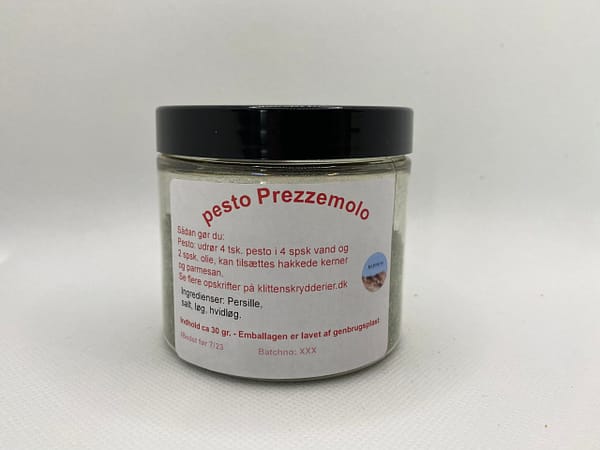 pesto Prezzemolo
Sådan gør du:
Pesto: udrør 4 tsk. pesto i 4 spsk vand og
2 spsk. olie, kan tilsættes hakkede kerner
og parmesan.
Se flere opskrifter på klittenskrydderier.dk
Ingredienser: Persille,
salt, løg, hvidløg.
Indhold ca 30 gr. - Emballagen er lavet af genbrugsplast
Bedst før 7/23
Batchno: XXX